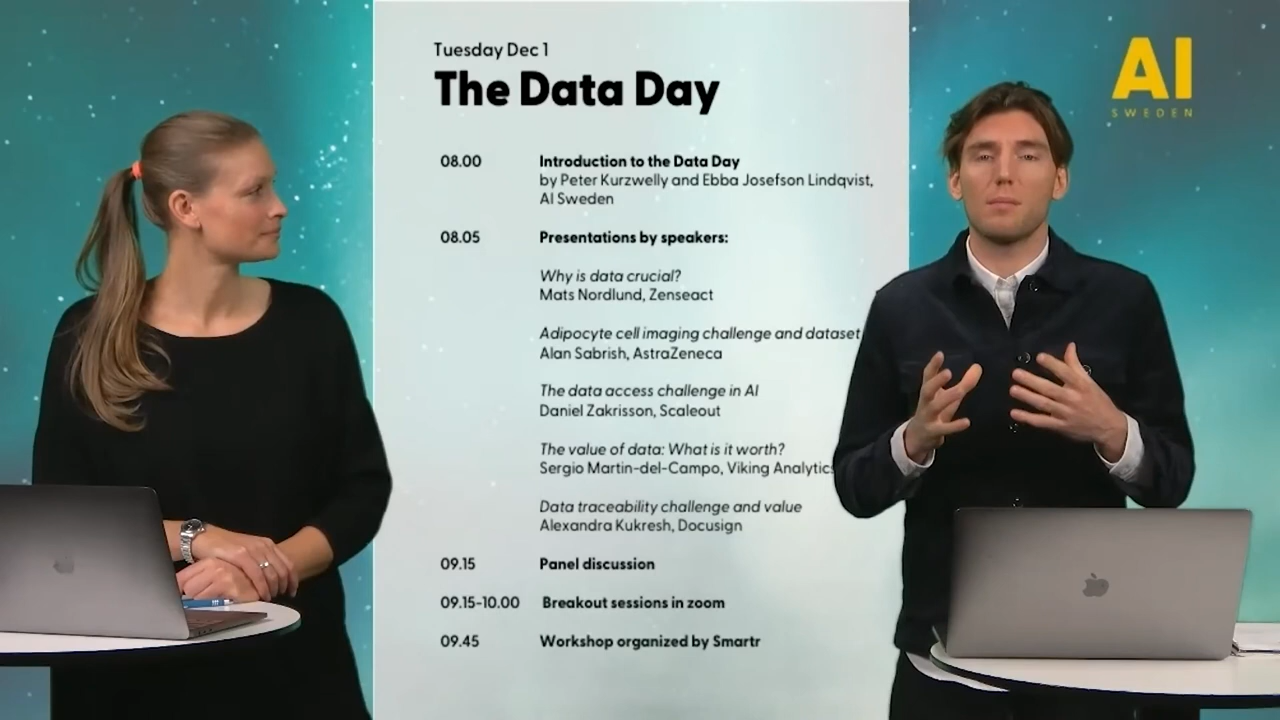 Tuesday Dec 1
The Data Day
08.00 Introduction to the Data Day
by Peter Kurzwelly and Ebba Josefson Lindqvist,
AI Sweden
08.05 Presentations by speakers:
Why is data crucial?
Mats Nordlund, Zenseact
Adipocyte cell imaging challenge and dataset
Alan Sabrish, AstraZeneca
The data access challenge in AI
Daniel Zakrisson, Scaleout
The value of data: What is it worth?
Sergio Martin-del-Campo, Viking Analytics
Data traceability challenge and value
Alexandra Kukresh, Docusign
09.15 Panel discussion
09.15-10.00 Breakout sessions in zoom
09.45 Workshop organized by Smartr
AI
SWEDEN